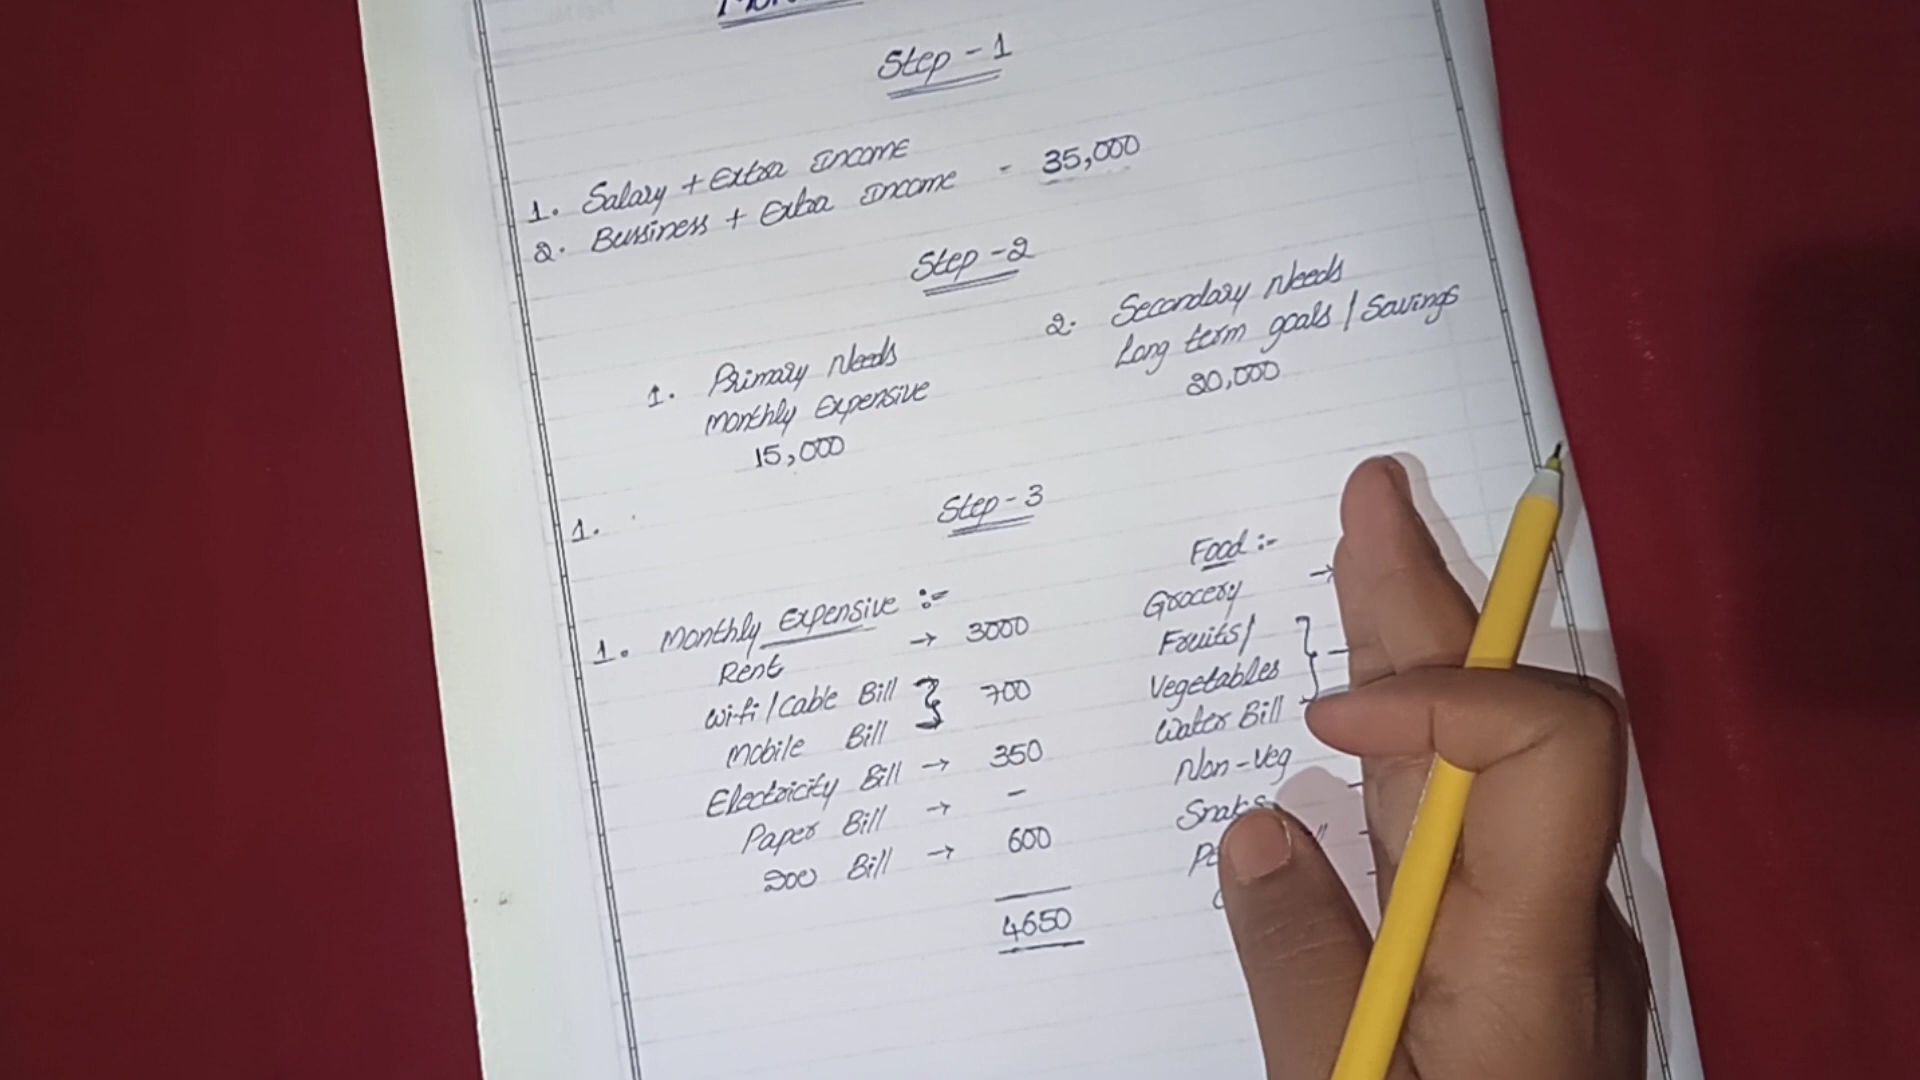 Step - 1
1. Salary + Extra Income
2. Bussiness + Extra Income - 35,000
Step - 2
1. Primary Needs
Monthly Expensive
15,000
2. Secondary Needs
Long term goals / Savings
20,000
1.
Step - 3
1. Monthly Expensive :-
Rent → 3000
Wi-fi / Cable Bill } 700
Mobile Bill
Electricity Bill → 350
Paper Bill → -
Bill → 600
4650
Food :-
Grocery →
Fruits / }
Vegetables
Water Bill
Non-Veg
Snaks